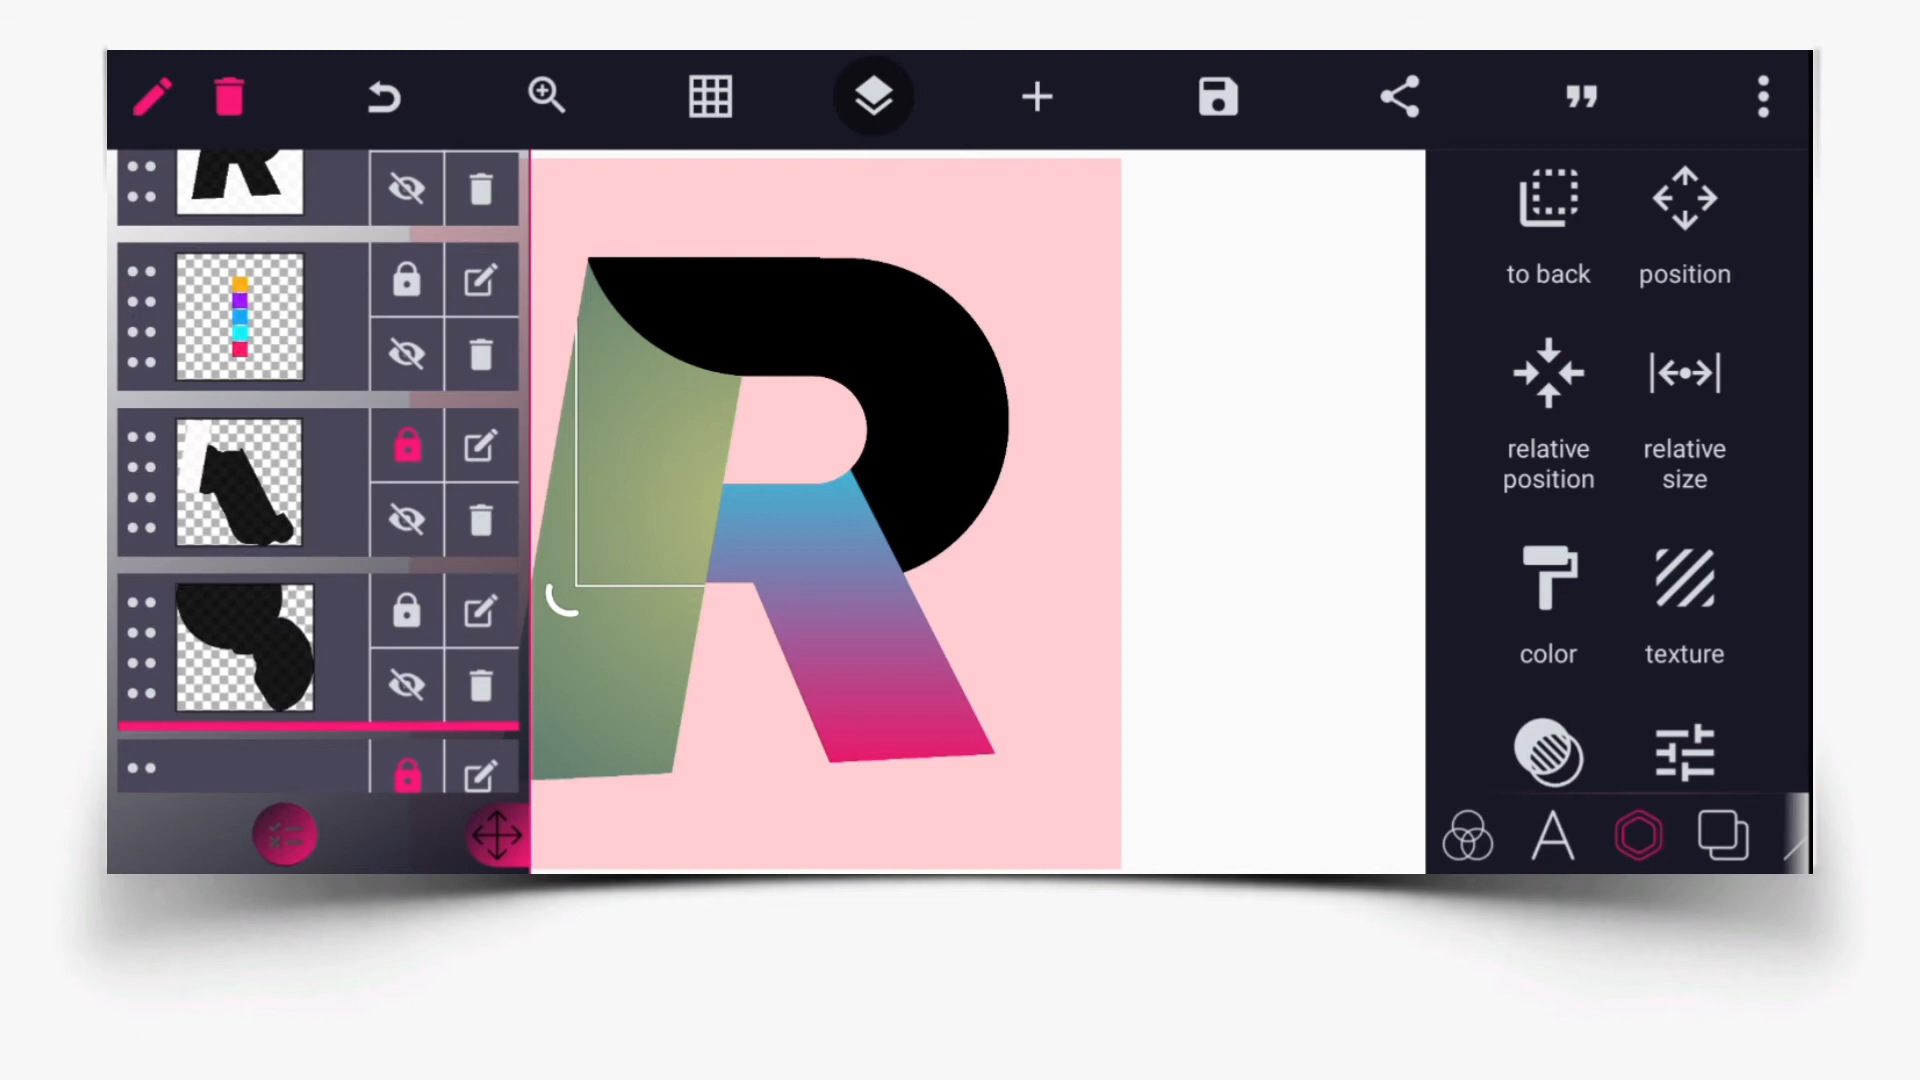 R
to back
position
relative
position
relative
size
color
texture
A